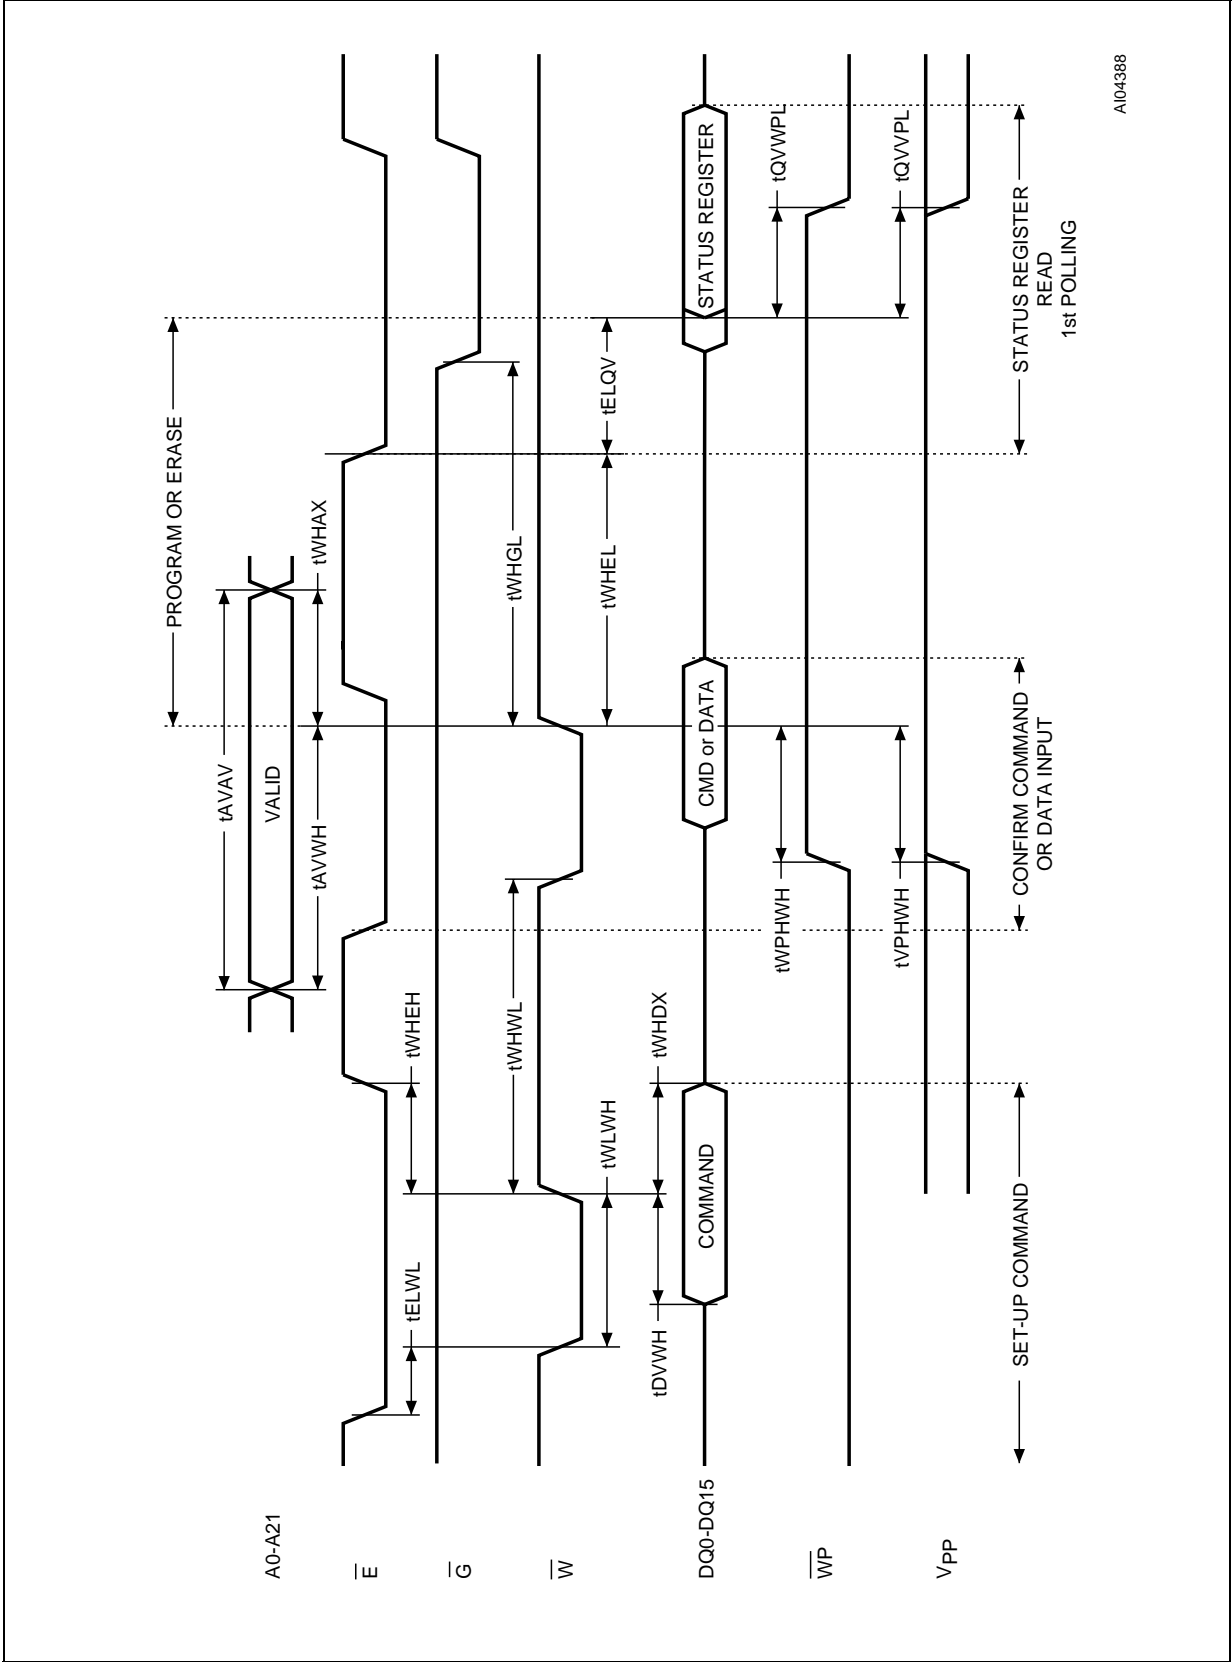 PROGRAM OR ERASE
tAVAV
A0-A21
VALID
tAVWH
tWHAX
E
tELWL
tWHEH
G
tWHWL
tWHGL
W
tWLWH
tWHEL
tELQV
tDVWH
tWHDX
DQ0-DQ15
COMMAND
CMD or DATA
STATUS REGISTER
tWPHWH
tQVWPL
WP
tVPHWH
tQVVPL
VPP
SET-UP COMMAND
CONFIRM COMMAND
OR DATA INPUT
STATUS REGISTER
READ
1st POLLING
AI04388